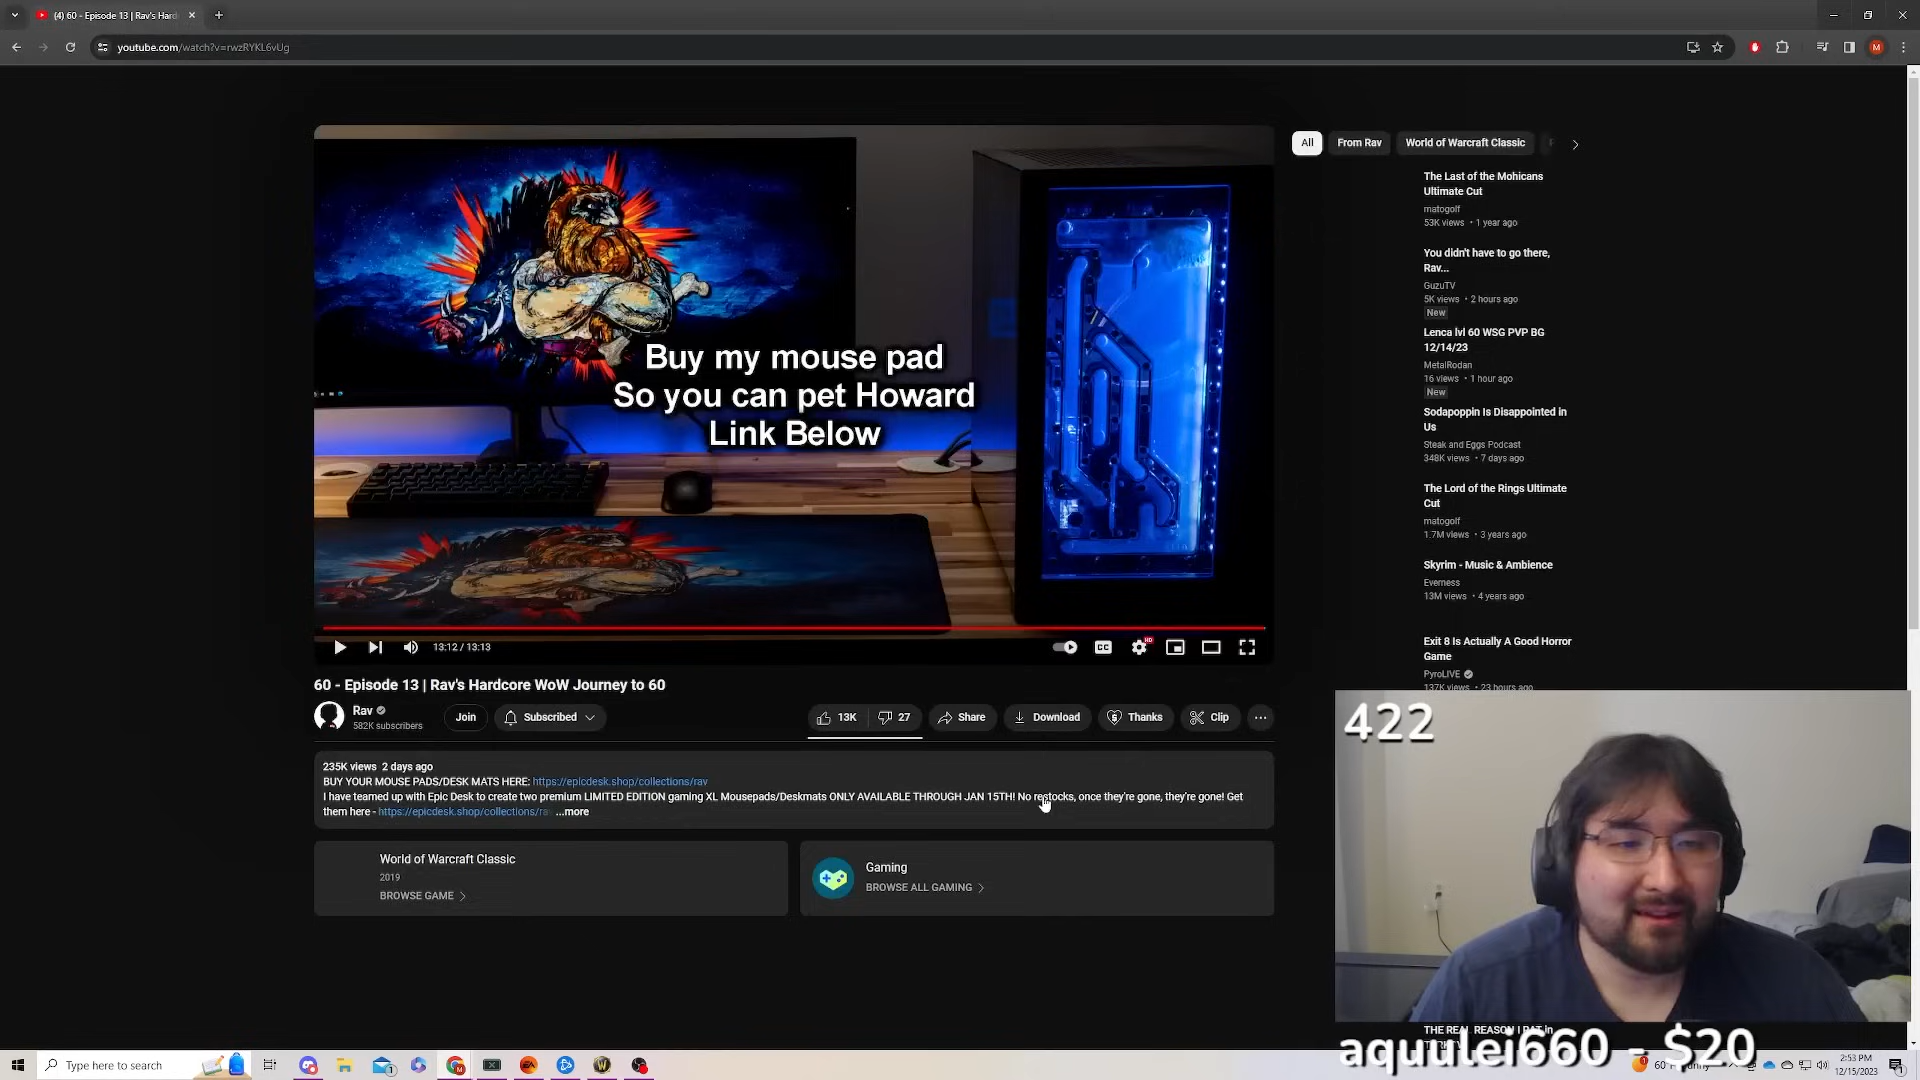 (4) 60 - Episode 13 | Rav's Hard
youtube.com/watch?v=rwzRYKL6vUg
M
All
From Rav
World of Warcraft Classic
Buy my mouse pad
So you can pet Howard
Link Below
13:12 / 13:13
CC
HD
60 - Episode 13 | Rav's Hardcore WoW Journey to 60
Rav
582K subscribers
Join
Subscribed
13K
27
Share
Download
Thanks
Clip
235K views 2 days ago
BUY YOUR MOUSE PADS/DESK MATS HERE: https://epicdesk.shop/collections/rav
I have teamed up with Epic Desk to create two premium LIMITED EDITION gaming XL Mousepads/Deskmats ONLY AVAILABLE THROUGH JAN 15TH! No restocks, once they're gone, they're gone! Get
them here - https://epicdesk.shop/collections/ra ...more
World of Warcraft Classic
2019
BROWSE GAME
Gaming
BROWSE ALL GAMING
The Last of the Mohicans
Ultimate Cut
matogolf
53K views • 1 year ago
You didn't have to go there,
Rav...
GuzuTV
5K views • 2 hours ago
New
Lenca lvl 60 WSG PVP BG
12/14/23
MetalRodan
16 views • 1 hour ago
New
Sodapoppin Is Disappointed in
Us
Steak and Eggs Podcast
348K views • 7 days ago
The Lord of the Rings Ultimate
Cut
matogolf
1.7M views • 3 years ago
Skyrim - Music & Ambience
Everness
13M views • 4 years ago
Exit 8 Is Actually A Good Horror
Game
PyroLIVE
137K views • 23 hours ago
422
THE REAL REASON I
aquulei660 - $20
Type here to search
2:53 PM
12/15/2023